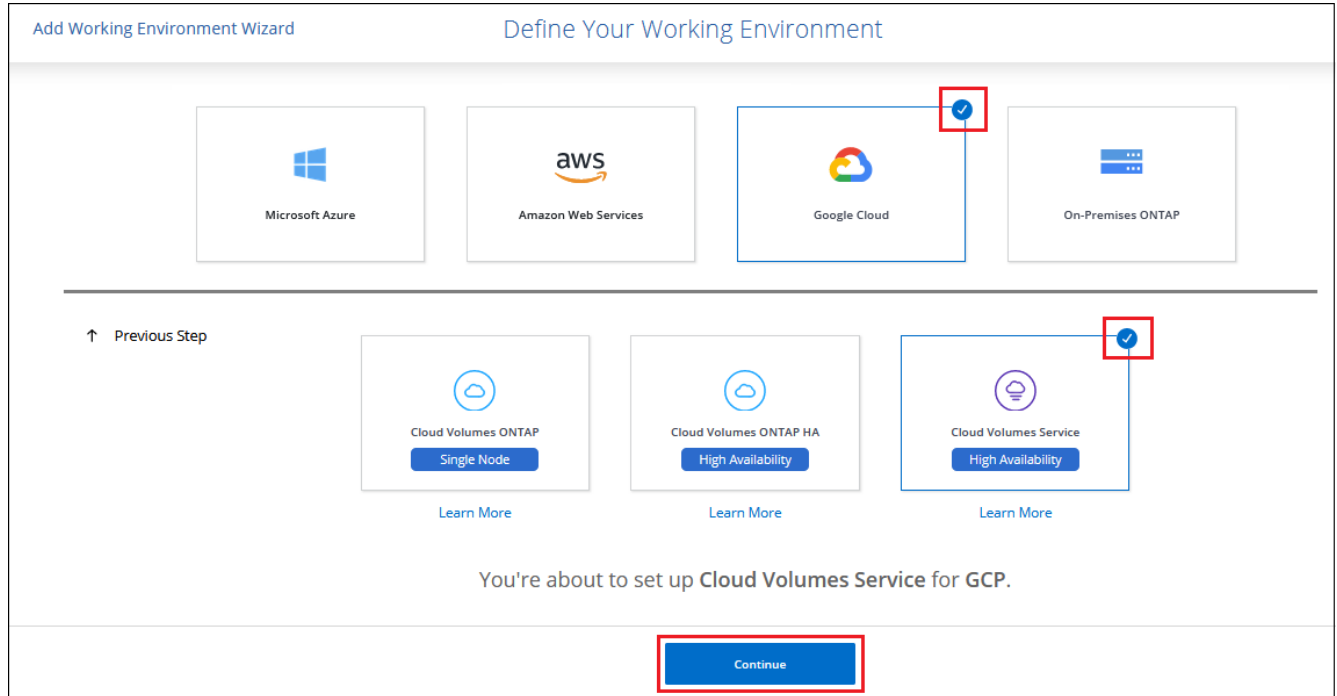 Add Working Environment Wizard
Define Your Working Environment
aws
Microsoft Azure
Amazon Web Services
Google Cloud
On-Premises ONTAP
↑ Previous Step
Cloud Volumes ONTAP
Single Node
Learn More
Cloud Volumes ONTAP HA
High Availability
Learn More
Cloud Volumes Service
High Availability
Learn More
You're about to set up Cloud Volumes Service for GCP.
Continue